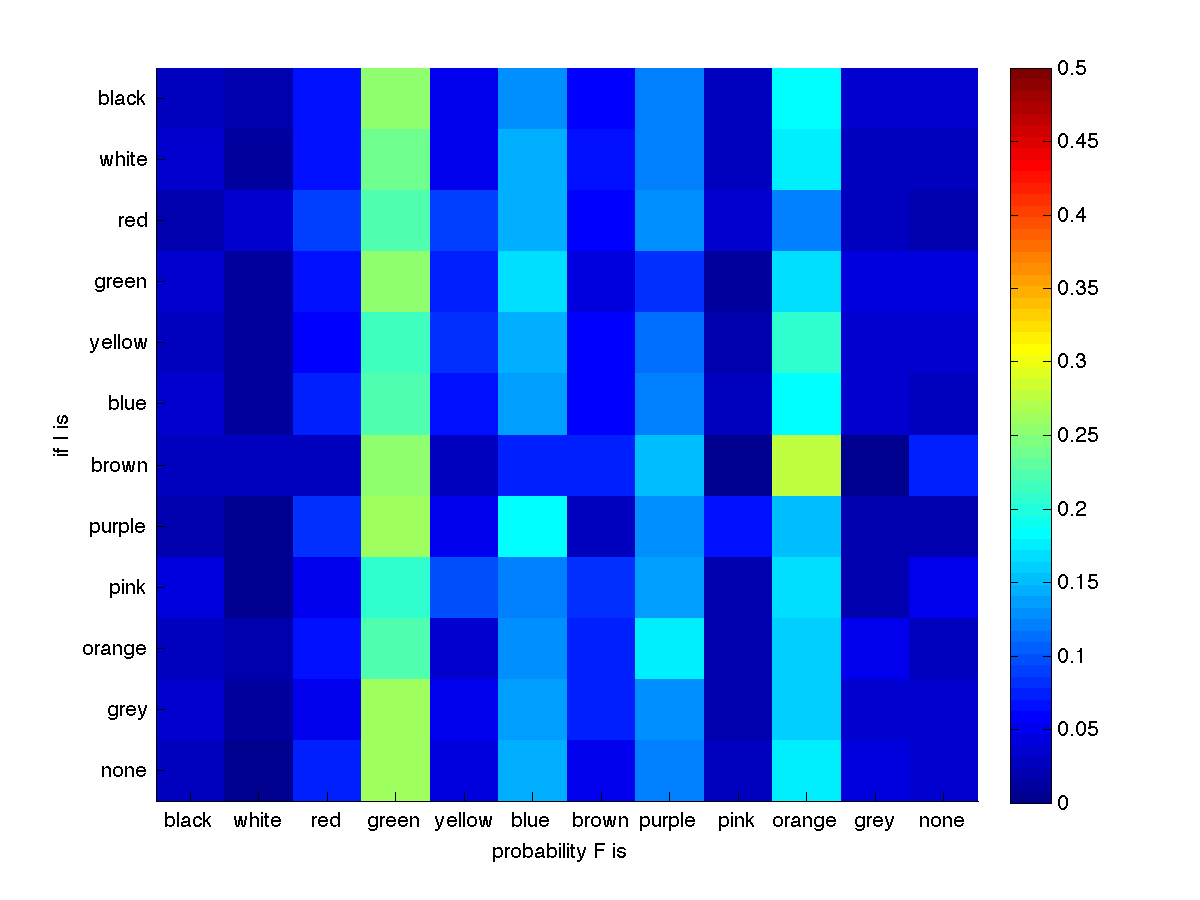 black
white
red
green
yellow
blue
brown
purple
pink
orange
grey
none
if I is
black white red green yellow blue brown purple pink orange grey none
probability F is
0.5
0.45
0.4
0.35
0.3
0.25
0.2
0.15
0.1
0.05
0